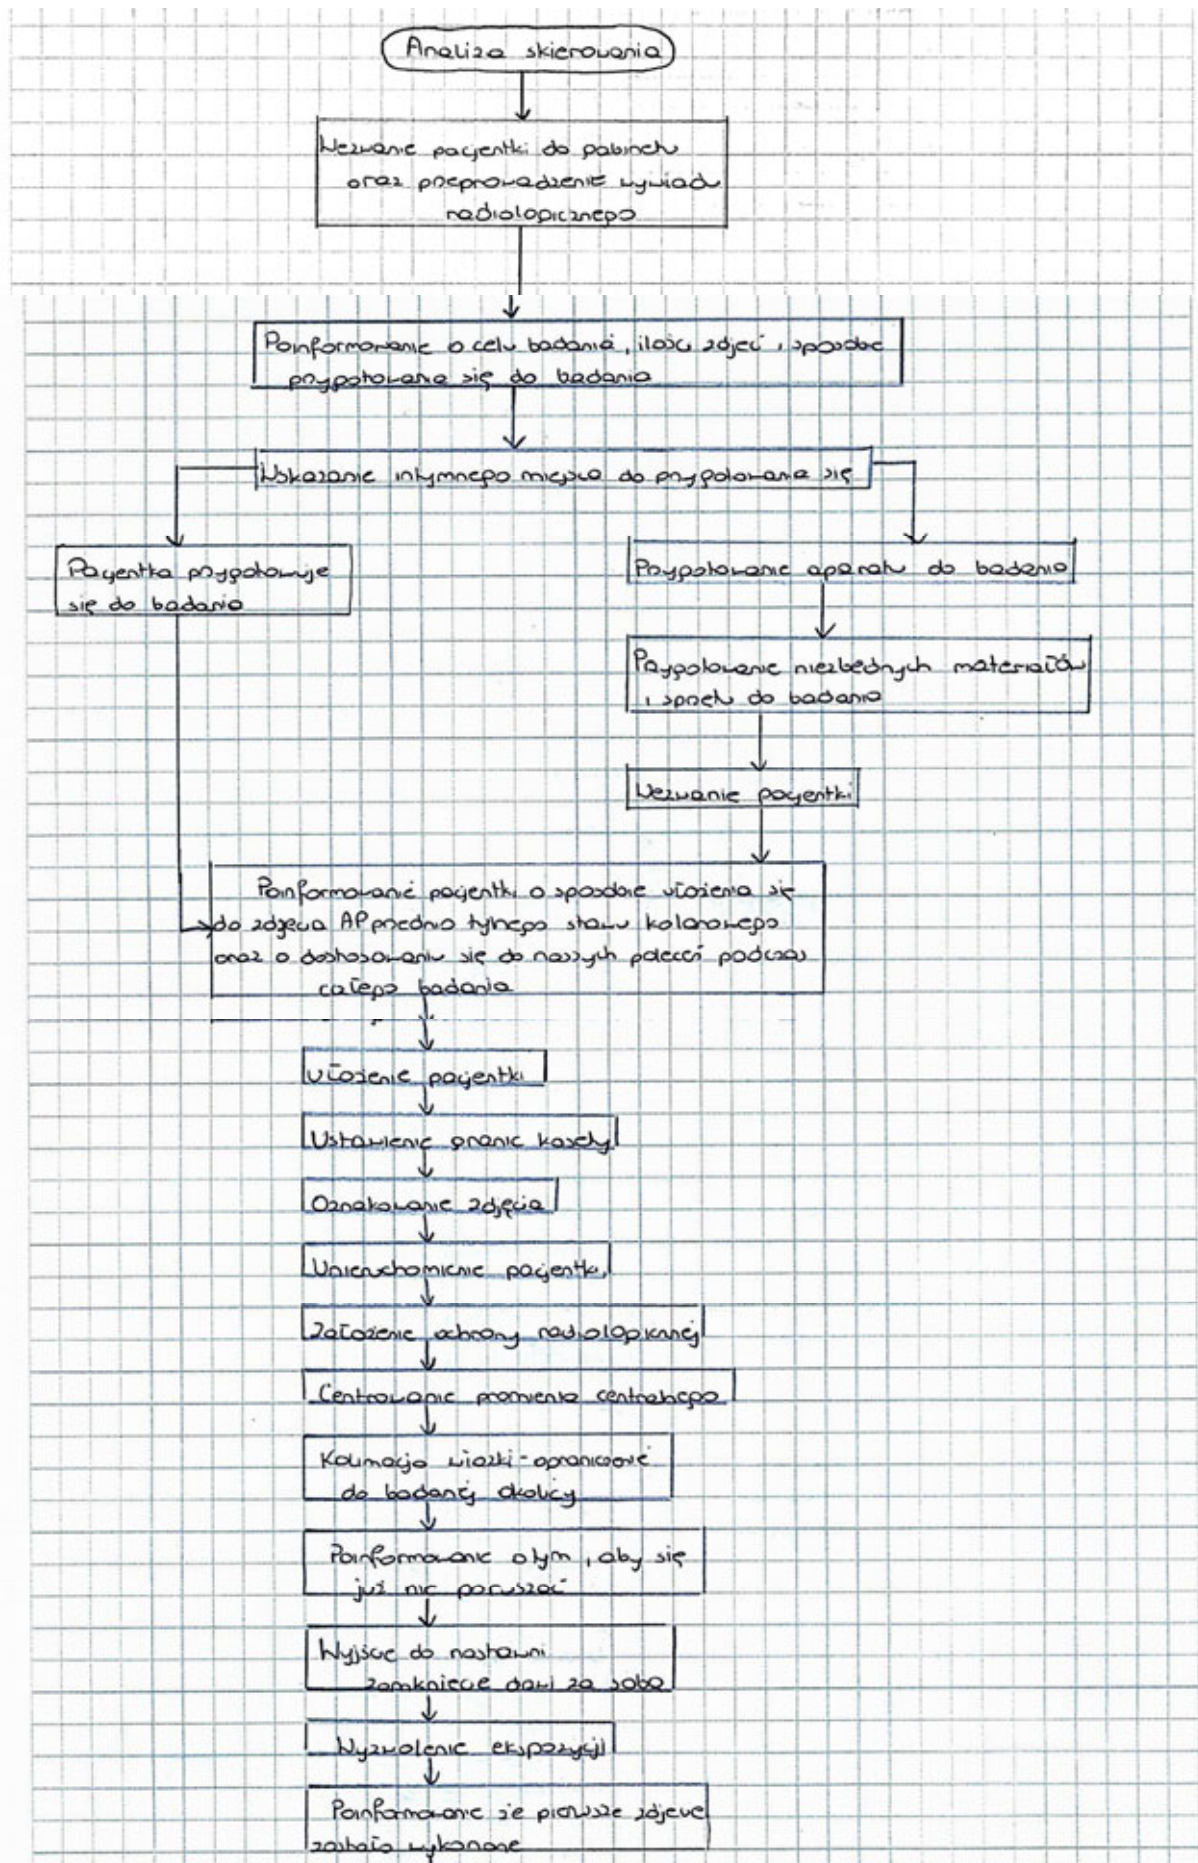 Analiza skierowania
Wezwanie pacjentki do gabinetu
oraz przeprowadzenie wywiadu
radiologicznego
Poinformowanie o celu badania, ilości zdjęć i sposobie
przygotowania się do badania
Wskazanie intymnego miejsca do przygotowania się
Pacjentka przygotowuje
się do badania
Przygotowanie aparatu do badania
Przygotowanie niezbędnych materiałów
i sprzętu do badania
Wezwanie pacjentki
Poinformowanie pacjentki o sposobie ułożenia się
do zdjęcia AP przednio tylnego stawu kolanowego
oraz o dostosowaniu się do naszych poleceń podczas
całego badania
Ułożenie pacjentki
Ustawienie granic kasety
Oznakowanie zdjęcia
Unieruchomienie pacjentki
Założenie ochrony radiologicznej
Centrowanie promienia centralnego
Kolimacja wiązki - ograniczenie
do badanej okolicy
Poinformowanie o tym, aby się
już nie poruszać
Wyjście do nastawni
zamknięcie drzwi za sobą
Wyzwolenie ekspozycji
Poinformowanie że pierwsze zdjęcie
zostało wykonane